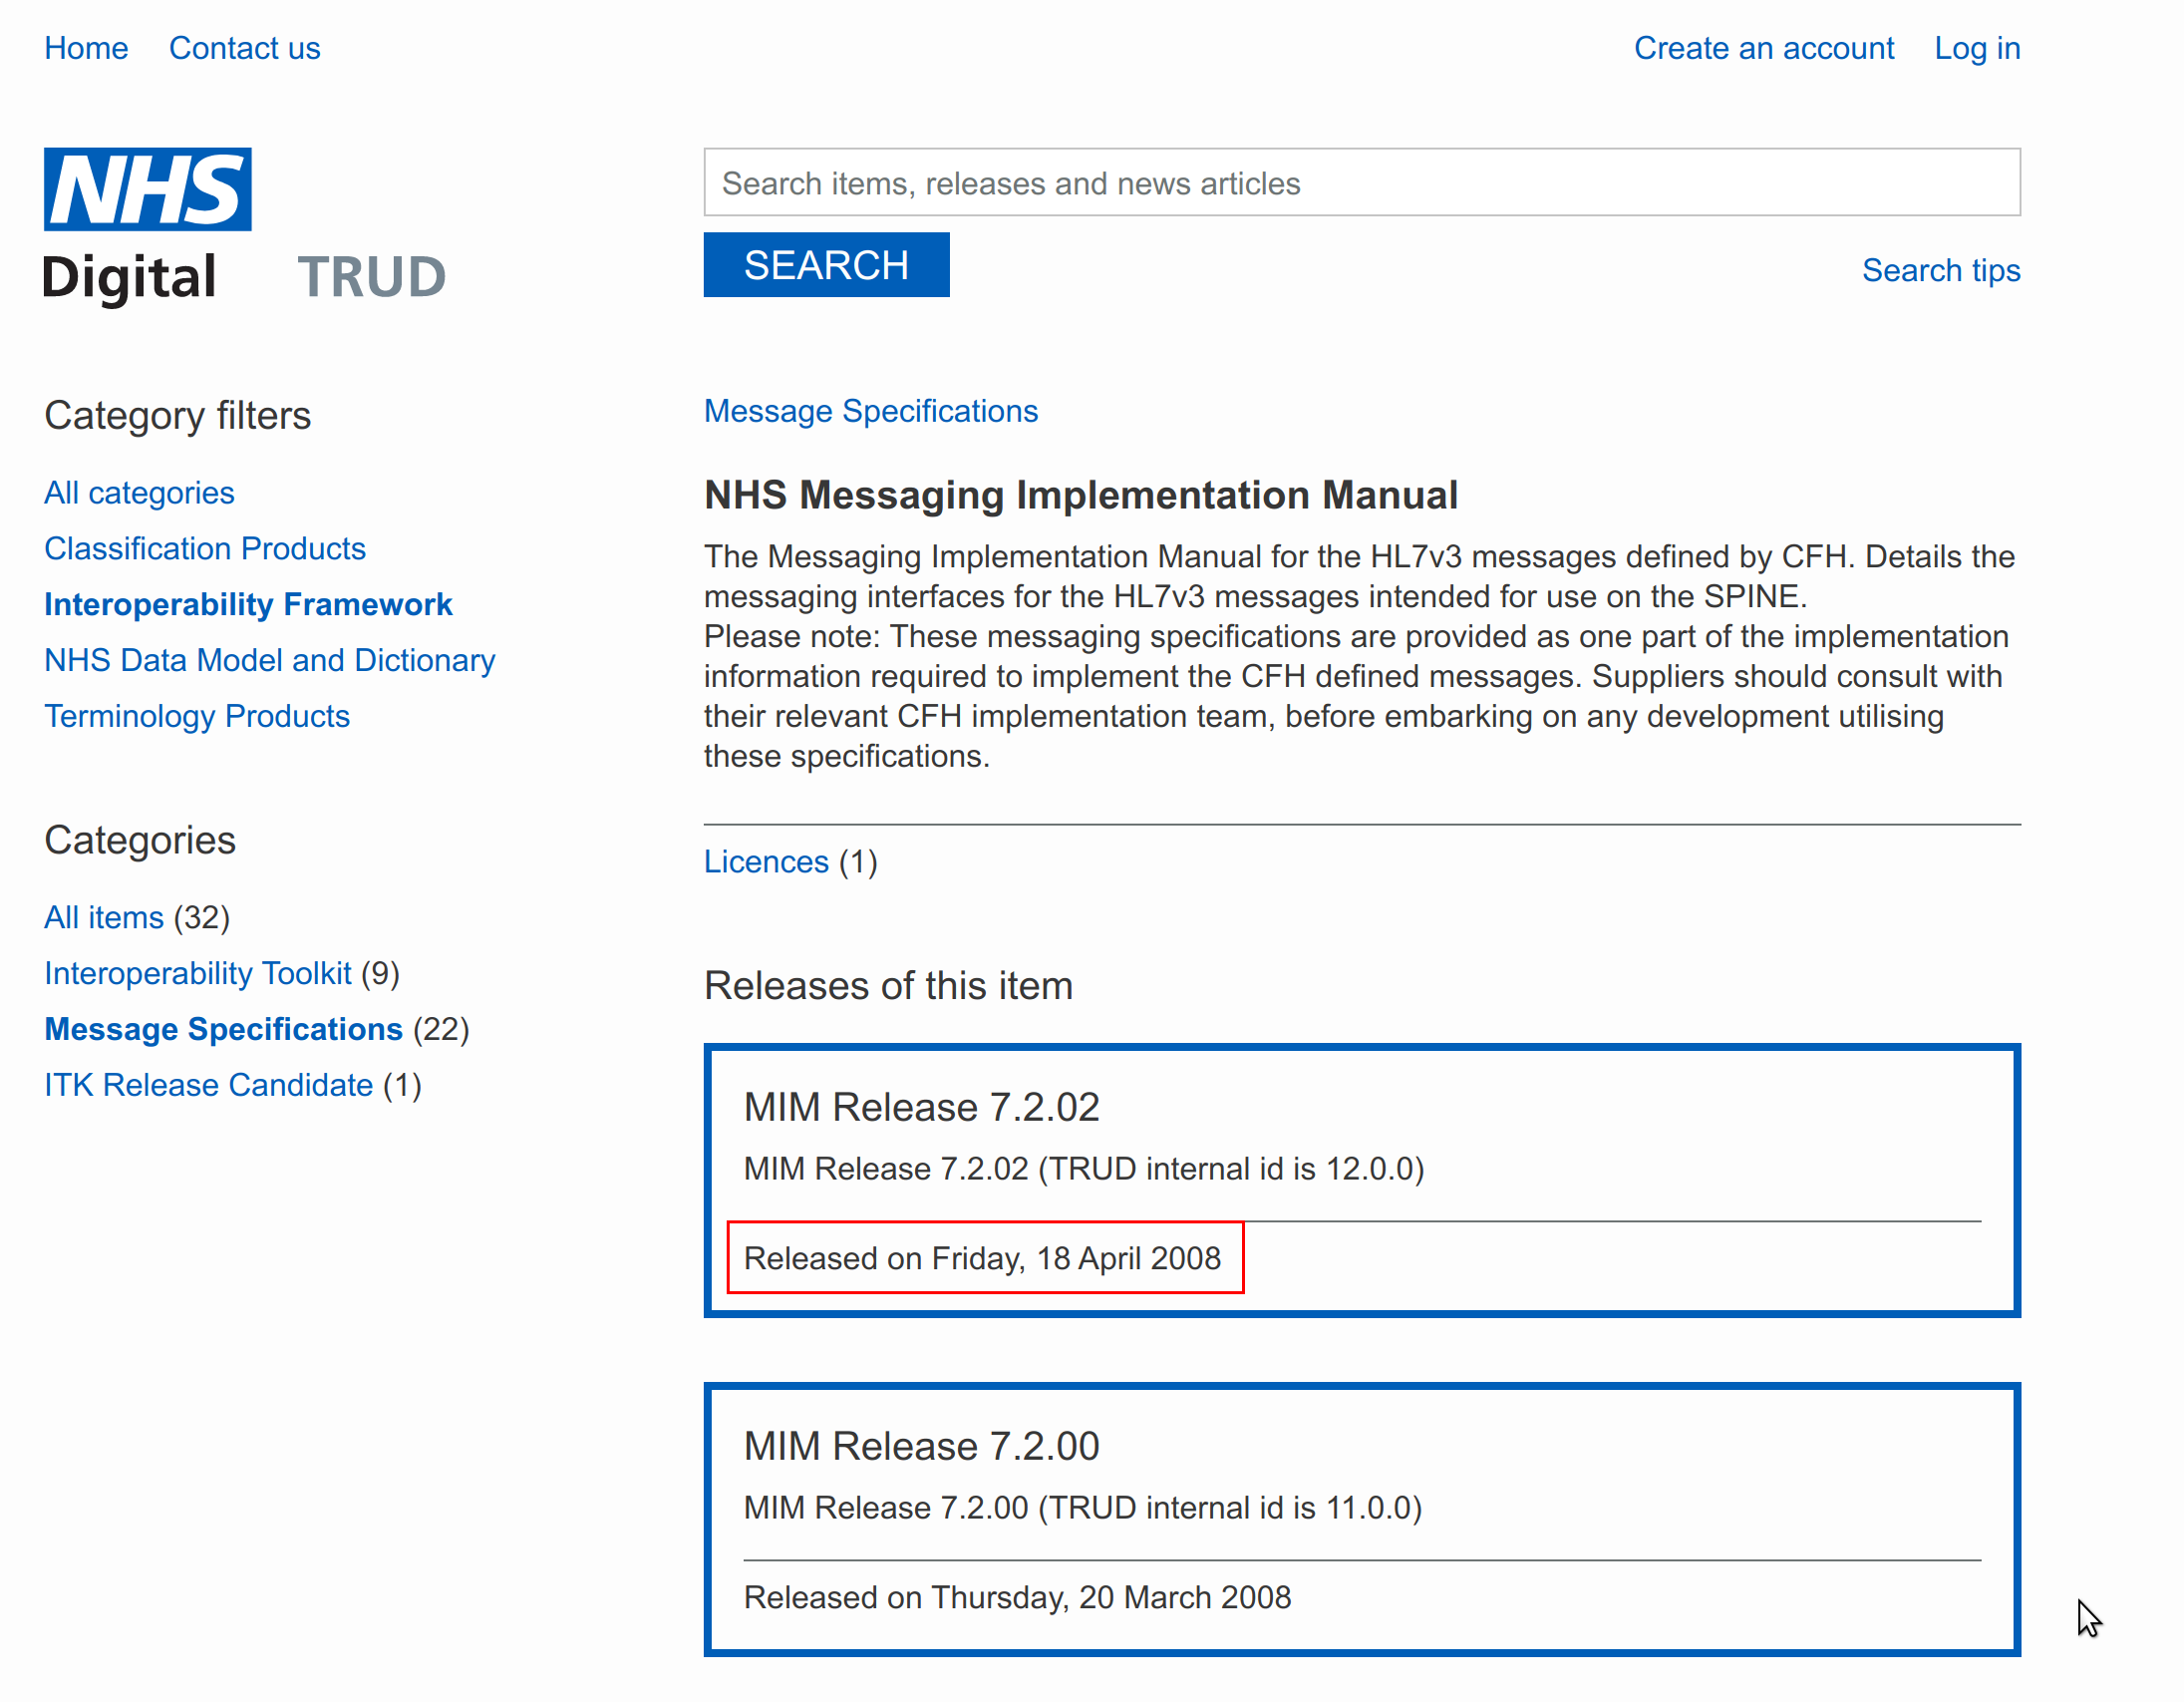 Home Contact us Create an account Log in
NHS
Digital TRUD
Search items, releases and news articles
SEARCH
Search tips
Category filters
All categories
Classification Products
Interoperability Framework
NHS Data Model and Dictionary
Terminology Products
Categories
All items (32)
Interoperability Toolkit (9)
Message Specifications (22)
ITK Release Candidate (1)
Message Specifications
NHS Messaging Implementation Manual
The Messaging Implementation Manual for the HL7v3 messages defined by CFH. Details the
messaging interfaces for the HL7v3 messages intended for use on the SPINE.
Please note: These messaging specifications are provided as one part of the implementation
information required to implement the CFH defined messages. Suppliers should consult with
their relevant CFH implementation team, before embarking on any development utilising
these specifications.
Licences (1)
Releases of this item
MIM Release 7.2.02
MIM Release 7.2.02 (TRUD internal id is 12.0.0)
Released on Friday, 18 April 2008
MIM Release 7.2.00
MIM Release 7.2.00 (TRUD internal id is 11.0.0)
Released on Thursday, 20 March 2008